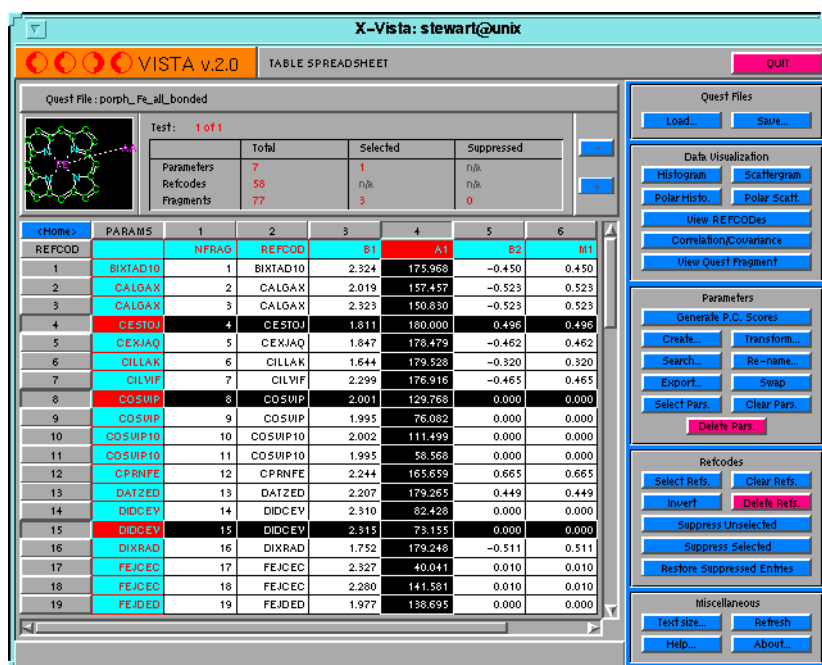 X-Vista: stewart@unix
VISTA v.2.0 TABLE SPREADSHEET QUIT
Quest File : porph_Fe_all_bonded
Test: 1 of 1
Total Selected Suppressed
Parameters 7 1 n/a
Refcodes 58 n/a n/a
Fragments 77 3 0
-
+
<Home> PARAMS 1 2 3 4 5 6
REFCOD NFRAG REFCOD B1 A1 B2 M1
1 BIXTAD10 1 BIXTAD10 2.324 175.968 -0.450 0.450
2 CALGAX 2 CALGAX 2.019 157.457 -0.523 0.523
3 CALGAX 3 CALGAX 2.323 150.830 -0.523 0.523
4 CESTOJ 4 CESTOJ 1.811 180.000 0.496 0.496
5 CEXJAQ 5 CEXJAQ 1.847 178.479 -0.462 0.462
6 CILLAK 6 CILLAK 1.644 179.528 -0.320 0.320
7 CILYIF 7 CILYIF 2.299 176.916 -0.465 0.465
8 COSVIP 8 COSVIP 2.001 129.768 0.000 0.000
9 COSVIP 9 COSVIP 1.995 76.082 0.000 0.000
10 COSVIP10 10 COSVIP10 2.002 111.499 0.000 0.000
11 COSVIP10 11 COSVIP10 1.995 58.568 0.000 0.000
12 CPRNFE 12 CPRNFE 2.244 165.659 0.665 0.665
13 DATZED 13 DATZED 2.207 179.265 0.449 0.449
14 DIDCEY 14 DIDCEY 2.310 82.428 0.000 0.000
15 DIDCEY 15 DIDCEY 2.315 73.155 0.000 0.000
16 DIXRAD 16 DIXRAD 1.752 179.248 -0.511 0.511
17 FEJCEC 17 FEJCEC 2.327 40.041 0.010 0.010
18 FEJCEC 18 FEJCEC 2.280 141.581 0.010 0.010
19 FEJDED 19 FEJDED 1.977 138.695 0.000 0.000
Quest Files
Load... Save...
Data Visualization
Histogram Scattergram
Polar Histo. Polar Scatt.
View REFCODes
Correlation/Covariance
View Quest Fragment
Parameters
Generate P.C. Scores
Create... Transform...
Search... Re-name...
Export... Swap
Select Pars. Clear Pars.
Delete Pars.
Refcodes
Select Refs. Clear Refs.
Invert Delete Refs.
Suppress Unselected
Suppress Selected
Restore Suppressed Entries
Miscellaneous
Text size... Refresh
Help... About...